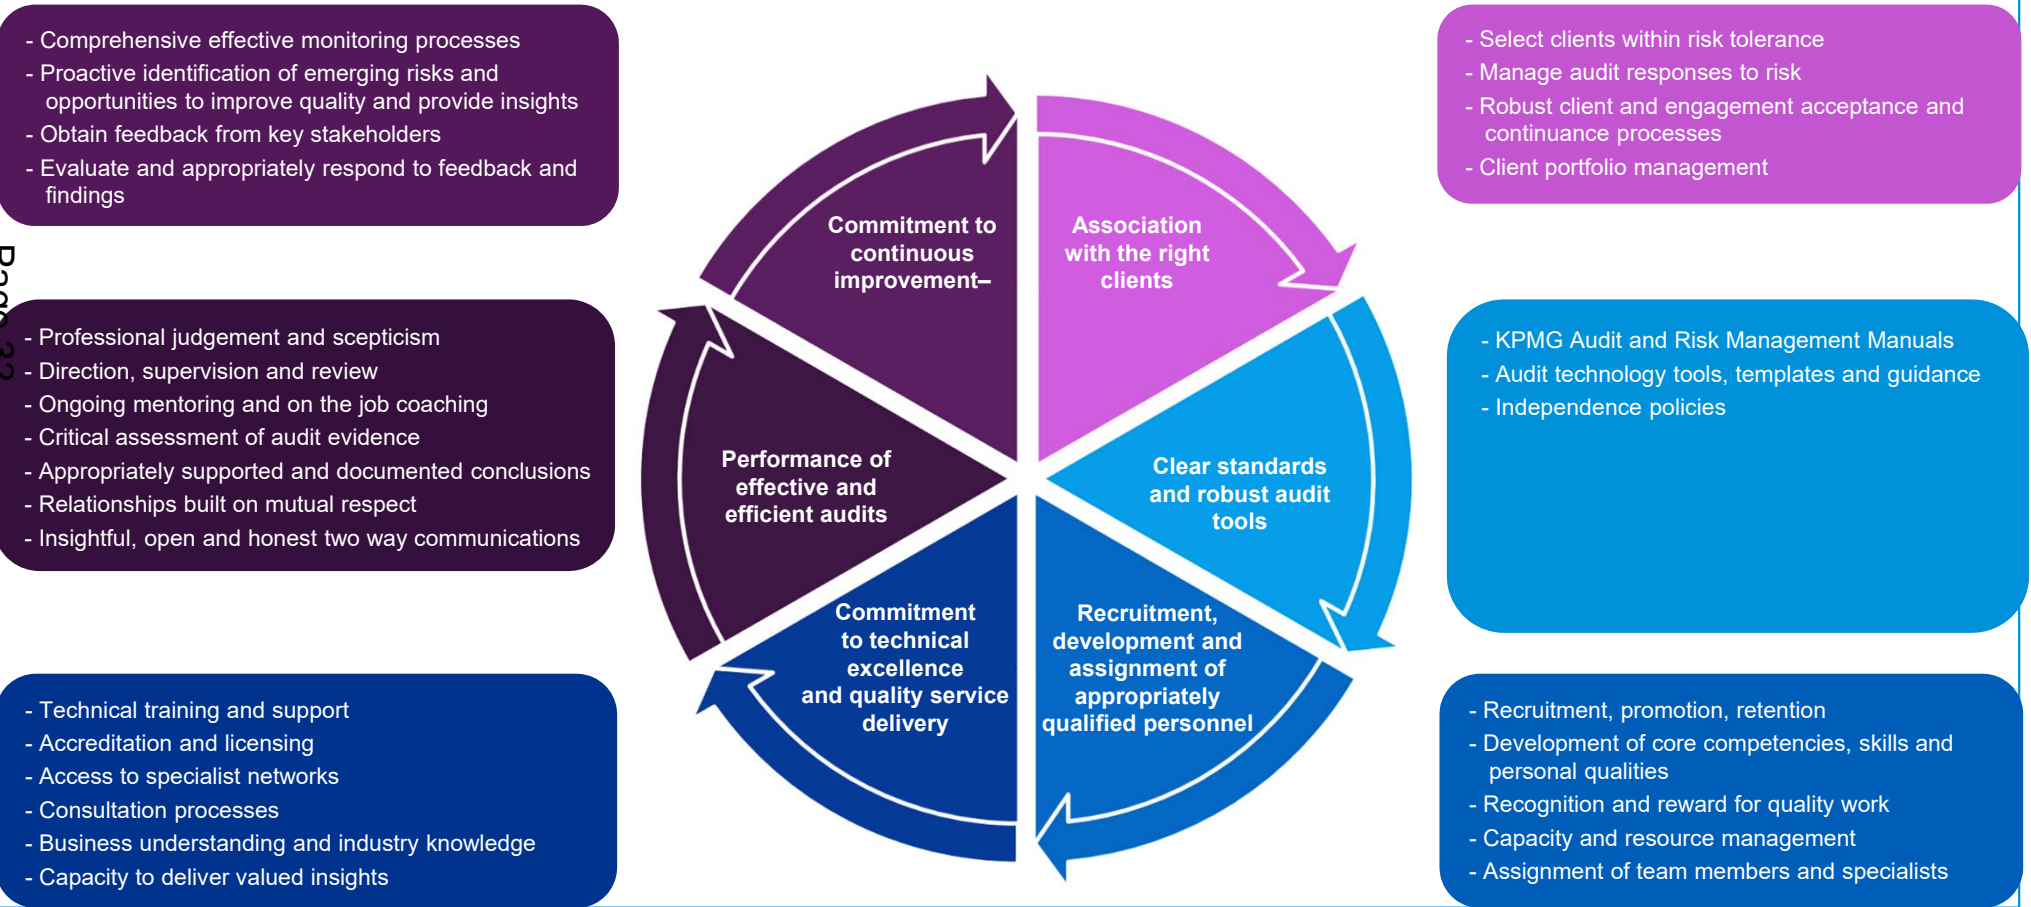 - Comprehensive effective monitoring processes
- Proactive identification of emerging risks and
opportunities to improve quality and provide insights
- Obtain feedback from key stakeholders
- Evaluate and appropriately respond to feedback and
findings
- Select clients within risk tolerance
- Manage audit responses to risk
- Robust client and engagement acceptance and
continuance processes
- Client portfolio management
Commitment to
continuous
improvement–
Association
with the right
clients
Page 32
- Professional judgement and scepticism
- Direction, supervision and review
- Ongoing mentoring and on the job coaching
- Critical assessment of audit evidence
- Appropriately supported and documented conclusions
- Relationships built on mutual respect
- Insightful, open and honest two way communications
Performance of
effective and
efficient audits
Clear standards
and robust audit
tools
- KPMG Audit and Risk Management Manuals
- Audit technology tools, templates and guidance
- Independence policies
Commitment
to technical
excellence
and quality service
delivery
Recruitment,
development and
assignment of
appropriately
qualified personnel
- Technical training and support
- Accreditation and licensing
- Access to specialist networks
- Consultation processes
- Business understanding and industry knowledge
- Capacity to deliver valued insights
- Recruitment, promotion, retention
- Development of core competencies, skills and
personal qualities
- Recognition and reward for quality work
- Capacity and resource management
- Assignment of team members and specialists